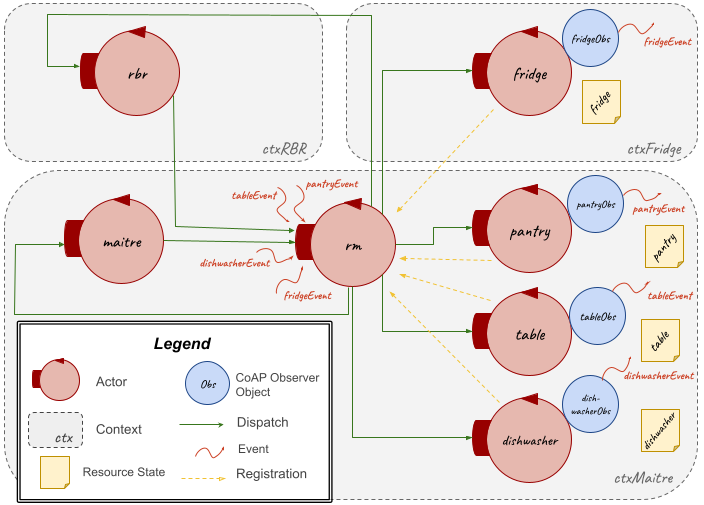 rbr
ctxRBR
fridge
fridgeObs
fridgeEvent
fridge
ctxFridge
tableEvent
pantryEvent
maitre
rm
dishwasherEvent
fridgeEvent
pantry
pantryObs
pantryEvent
pantry
table
tableObs
tableEvent
table
dishwasher
dish-
washerObs
dishwasherEvent
dishwasher
ctxMaitre
Legend
Actor
Obs
CoAP Observer
Object
ctx
Context
Dispatch
Event
Resource State
Registration